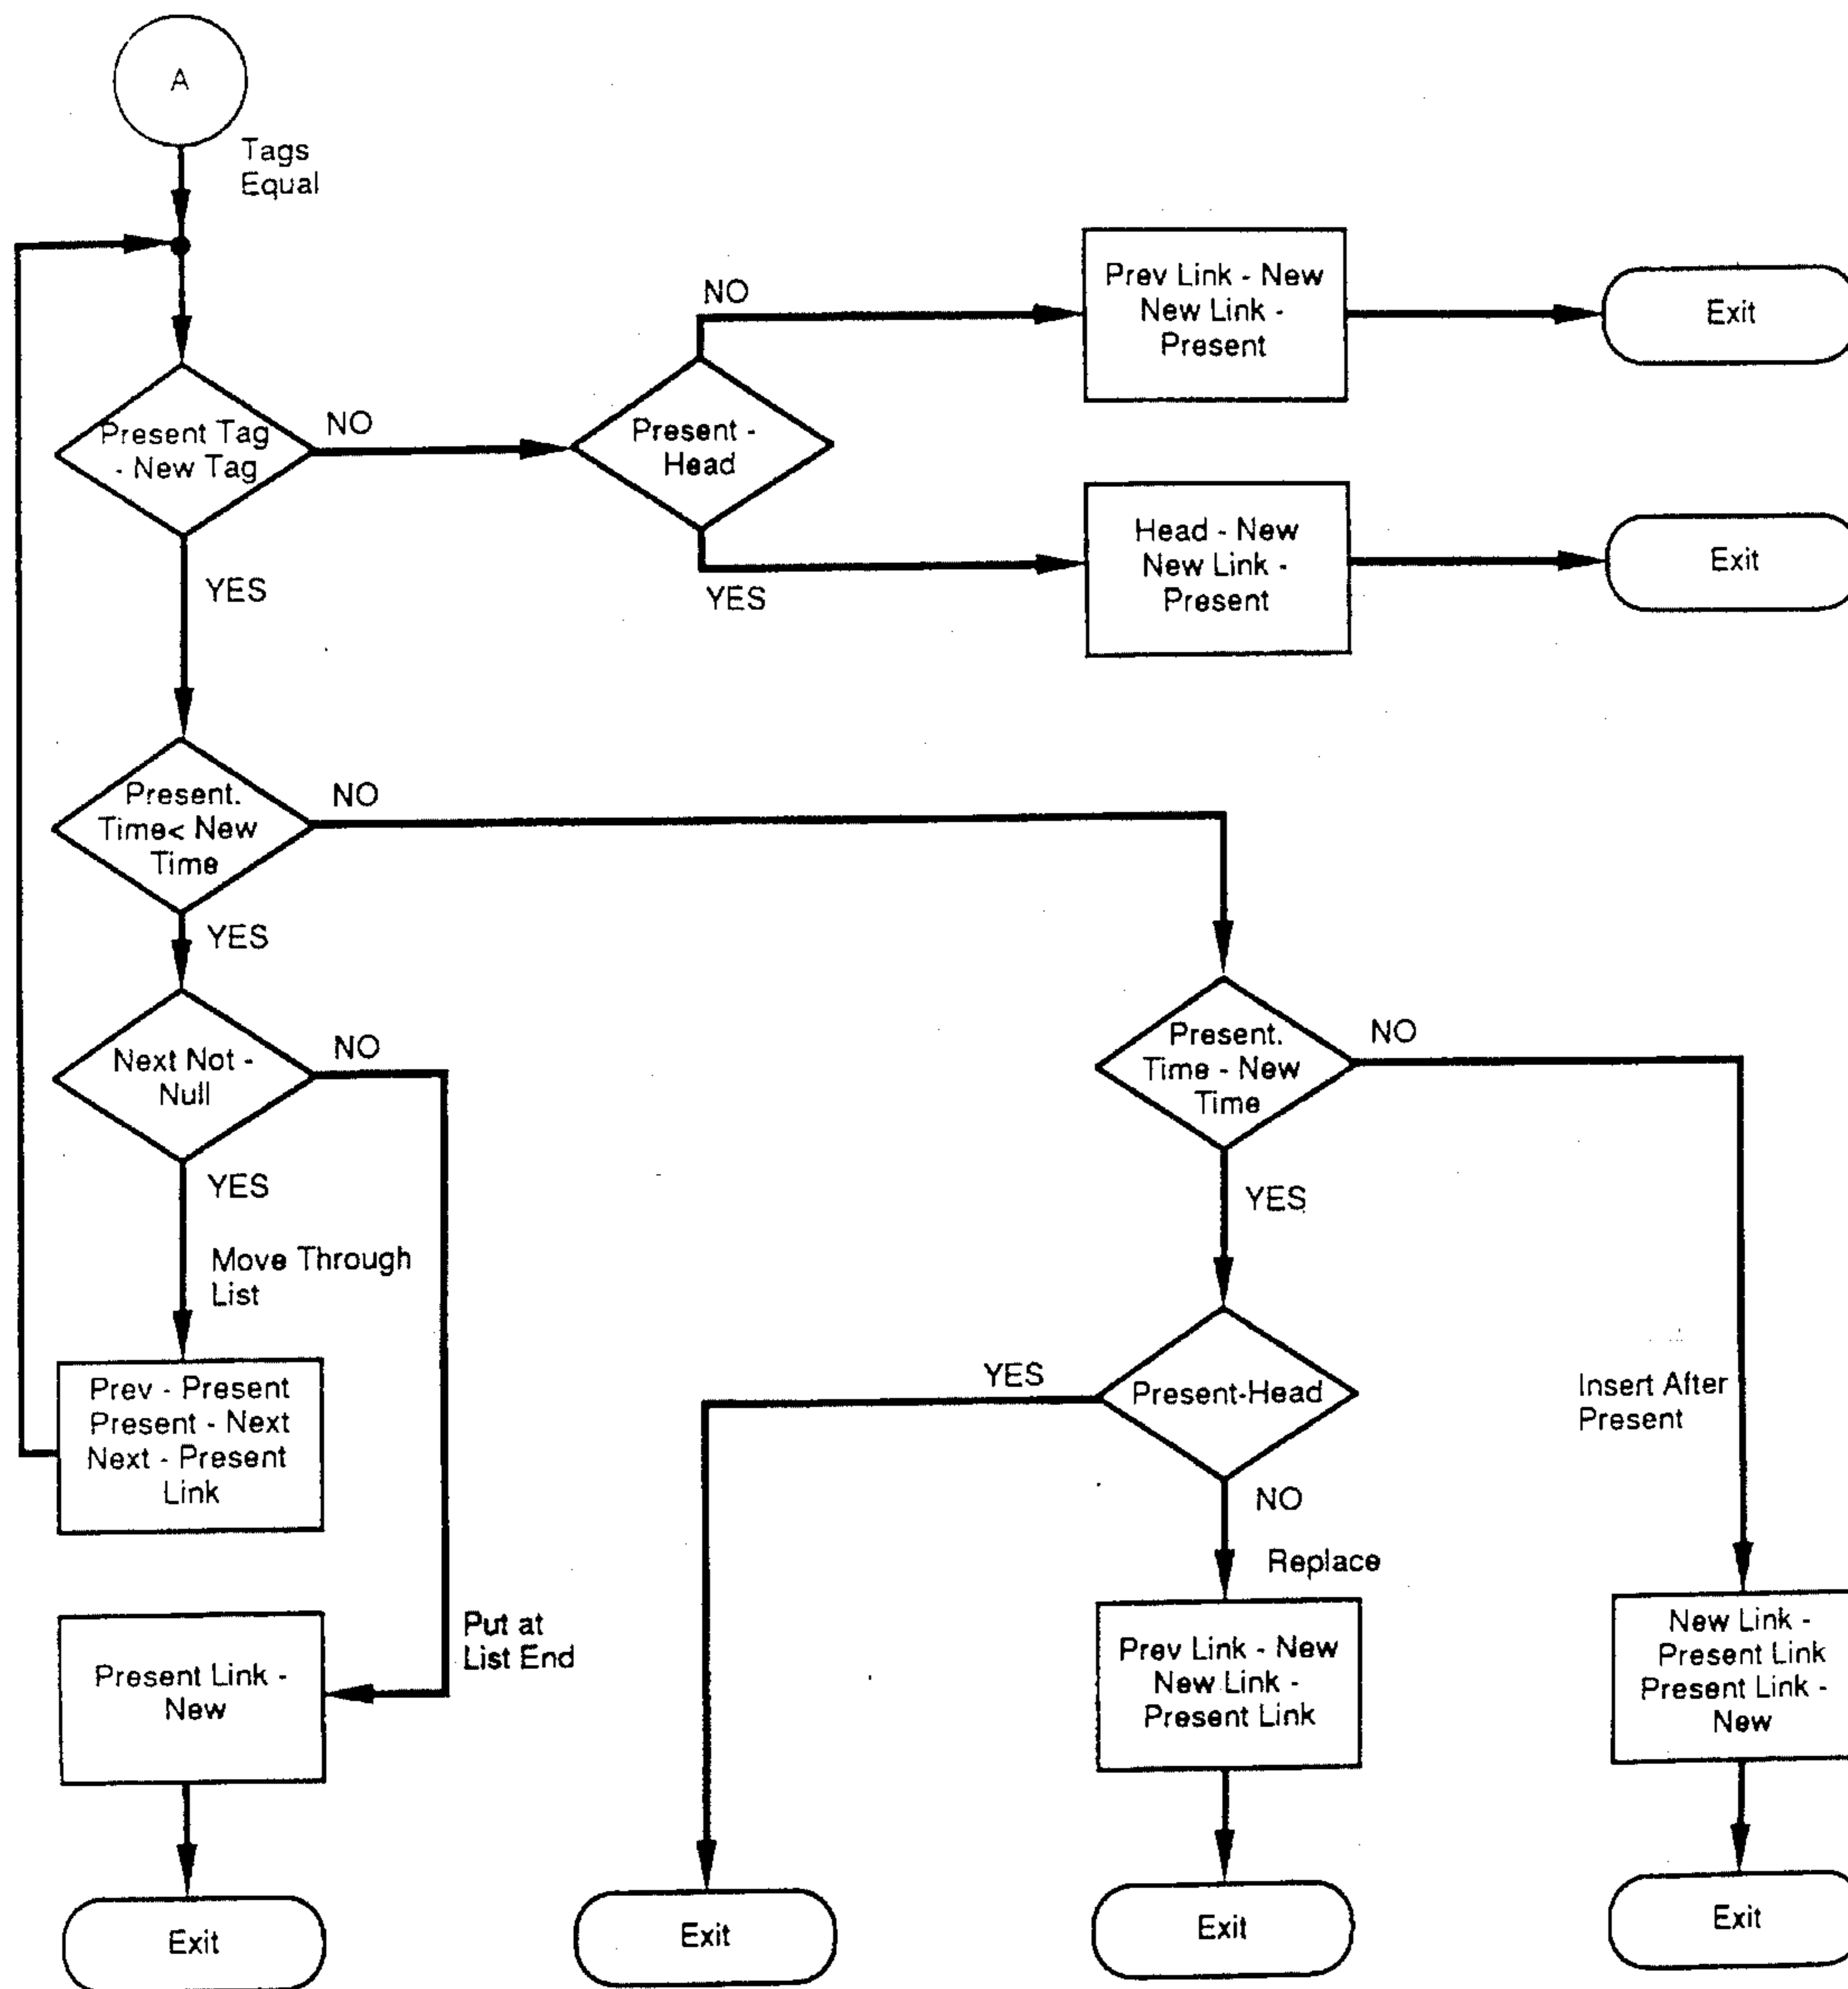 A
Tags
Equal
Present Tag
- New Tag
NO
YES
Present -
Head
NO
YES
Prev Link - New
New Link -
Present
Exit
Head - New
New Link -
Present
Exit
Present.
Time< New
Time
NO
YES
Next Not -
Null
NO
YES
Move Through
List
Prev - Present
Present - Next
Next - Present
Link
Put at
List End
Present Link -
New
Exit
Present.
Time - New
Time
NO
YES
Present-Head
YES
NO
Replace
Exit
Prev Link - New
New Link -
Present Link
Exit
Insert After
Present
New Link -
Present Link
Present Link -
New
Exit